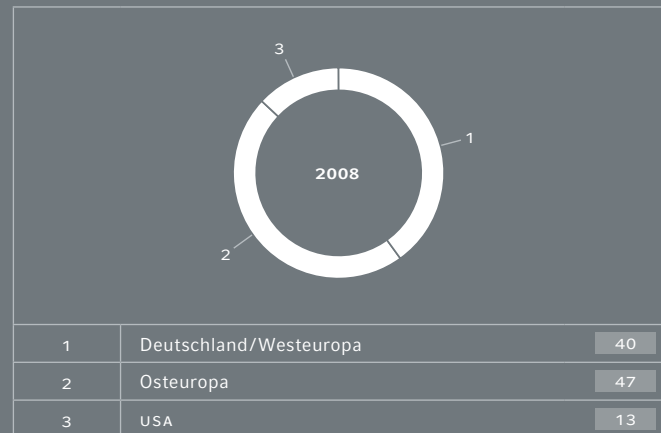 3
1
2008
2
1 Deutschland/Westeuropa 40
2 Osteuropa 47
3 USA 13